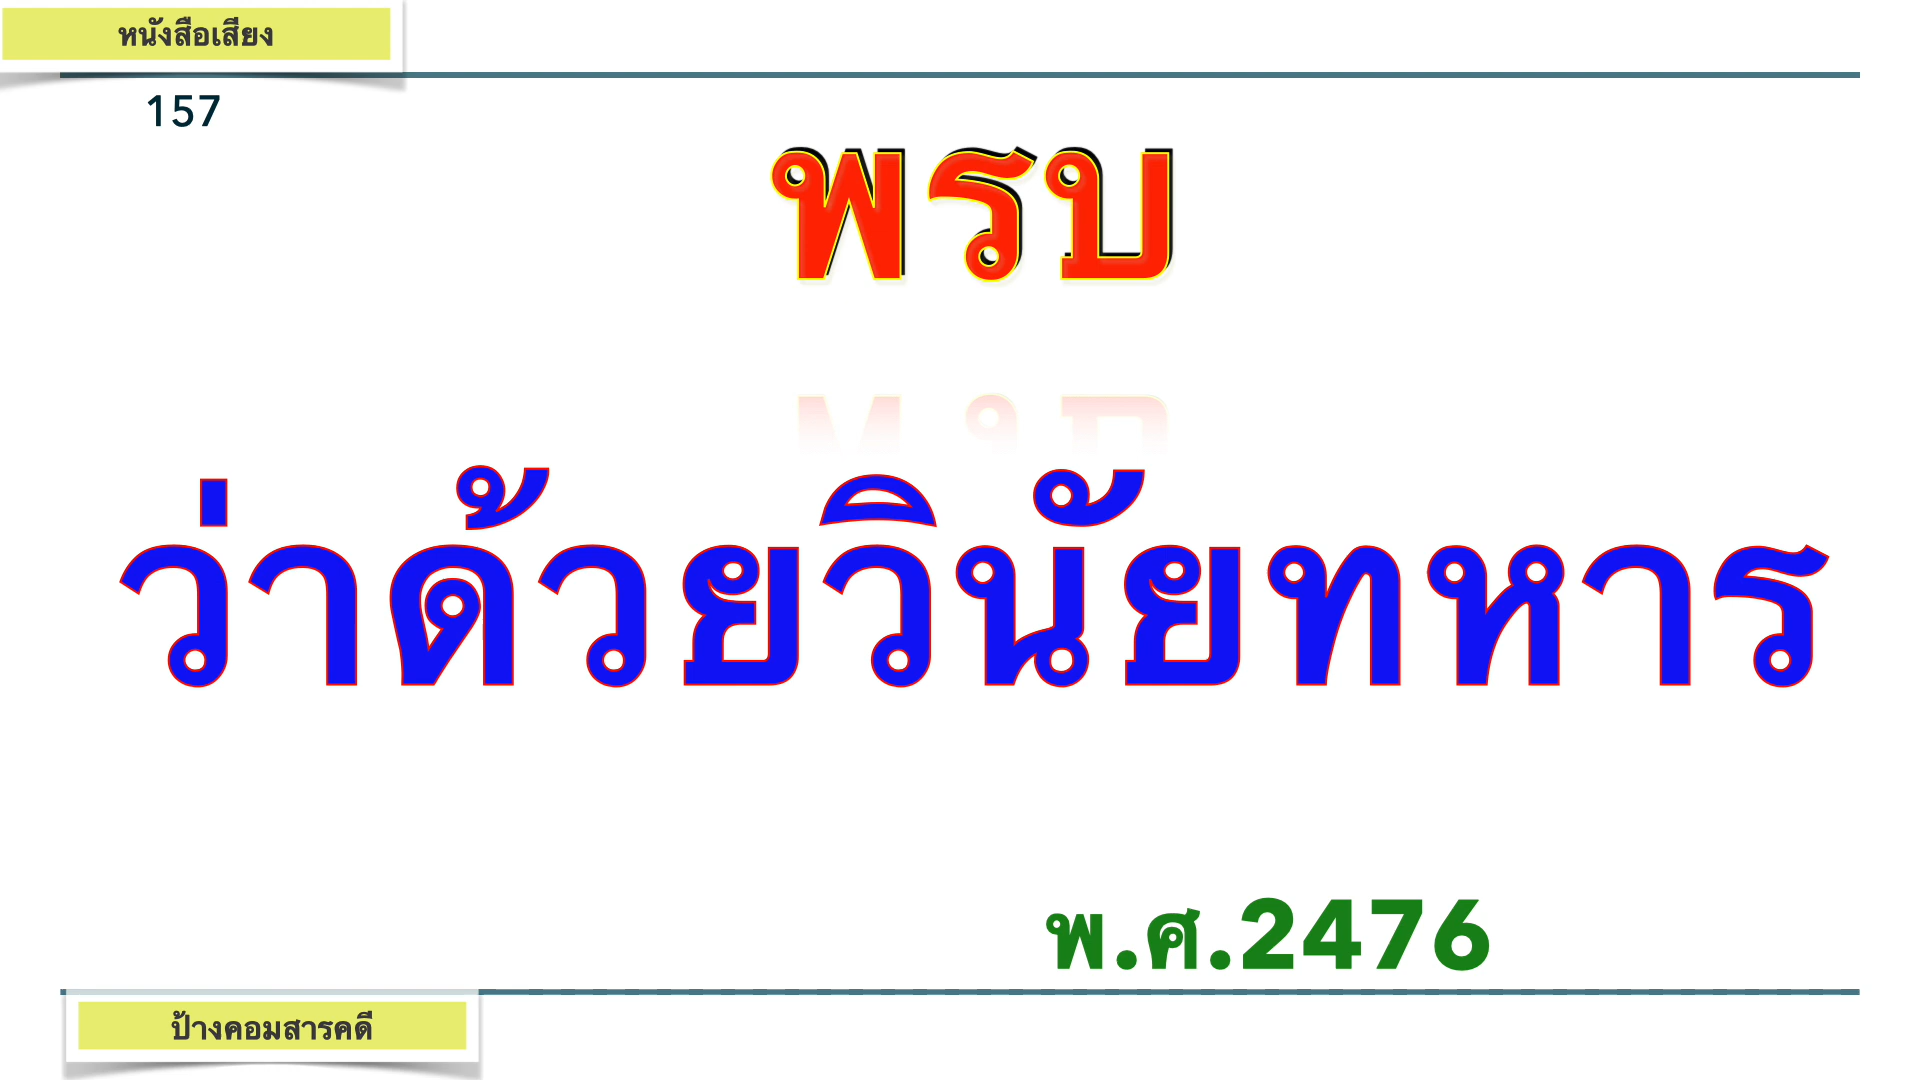 หนังสือเสียง
157
พรบ
ว่าด้วยวินัยทหาร
พ.ศ.2476
ป้างคอมสารคดี